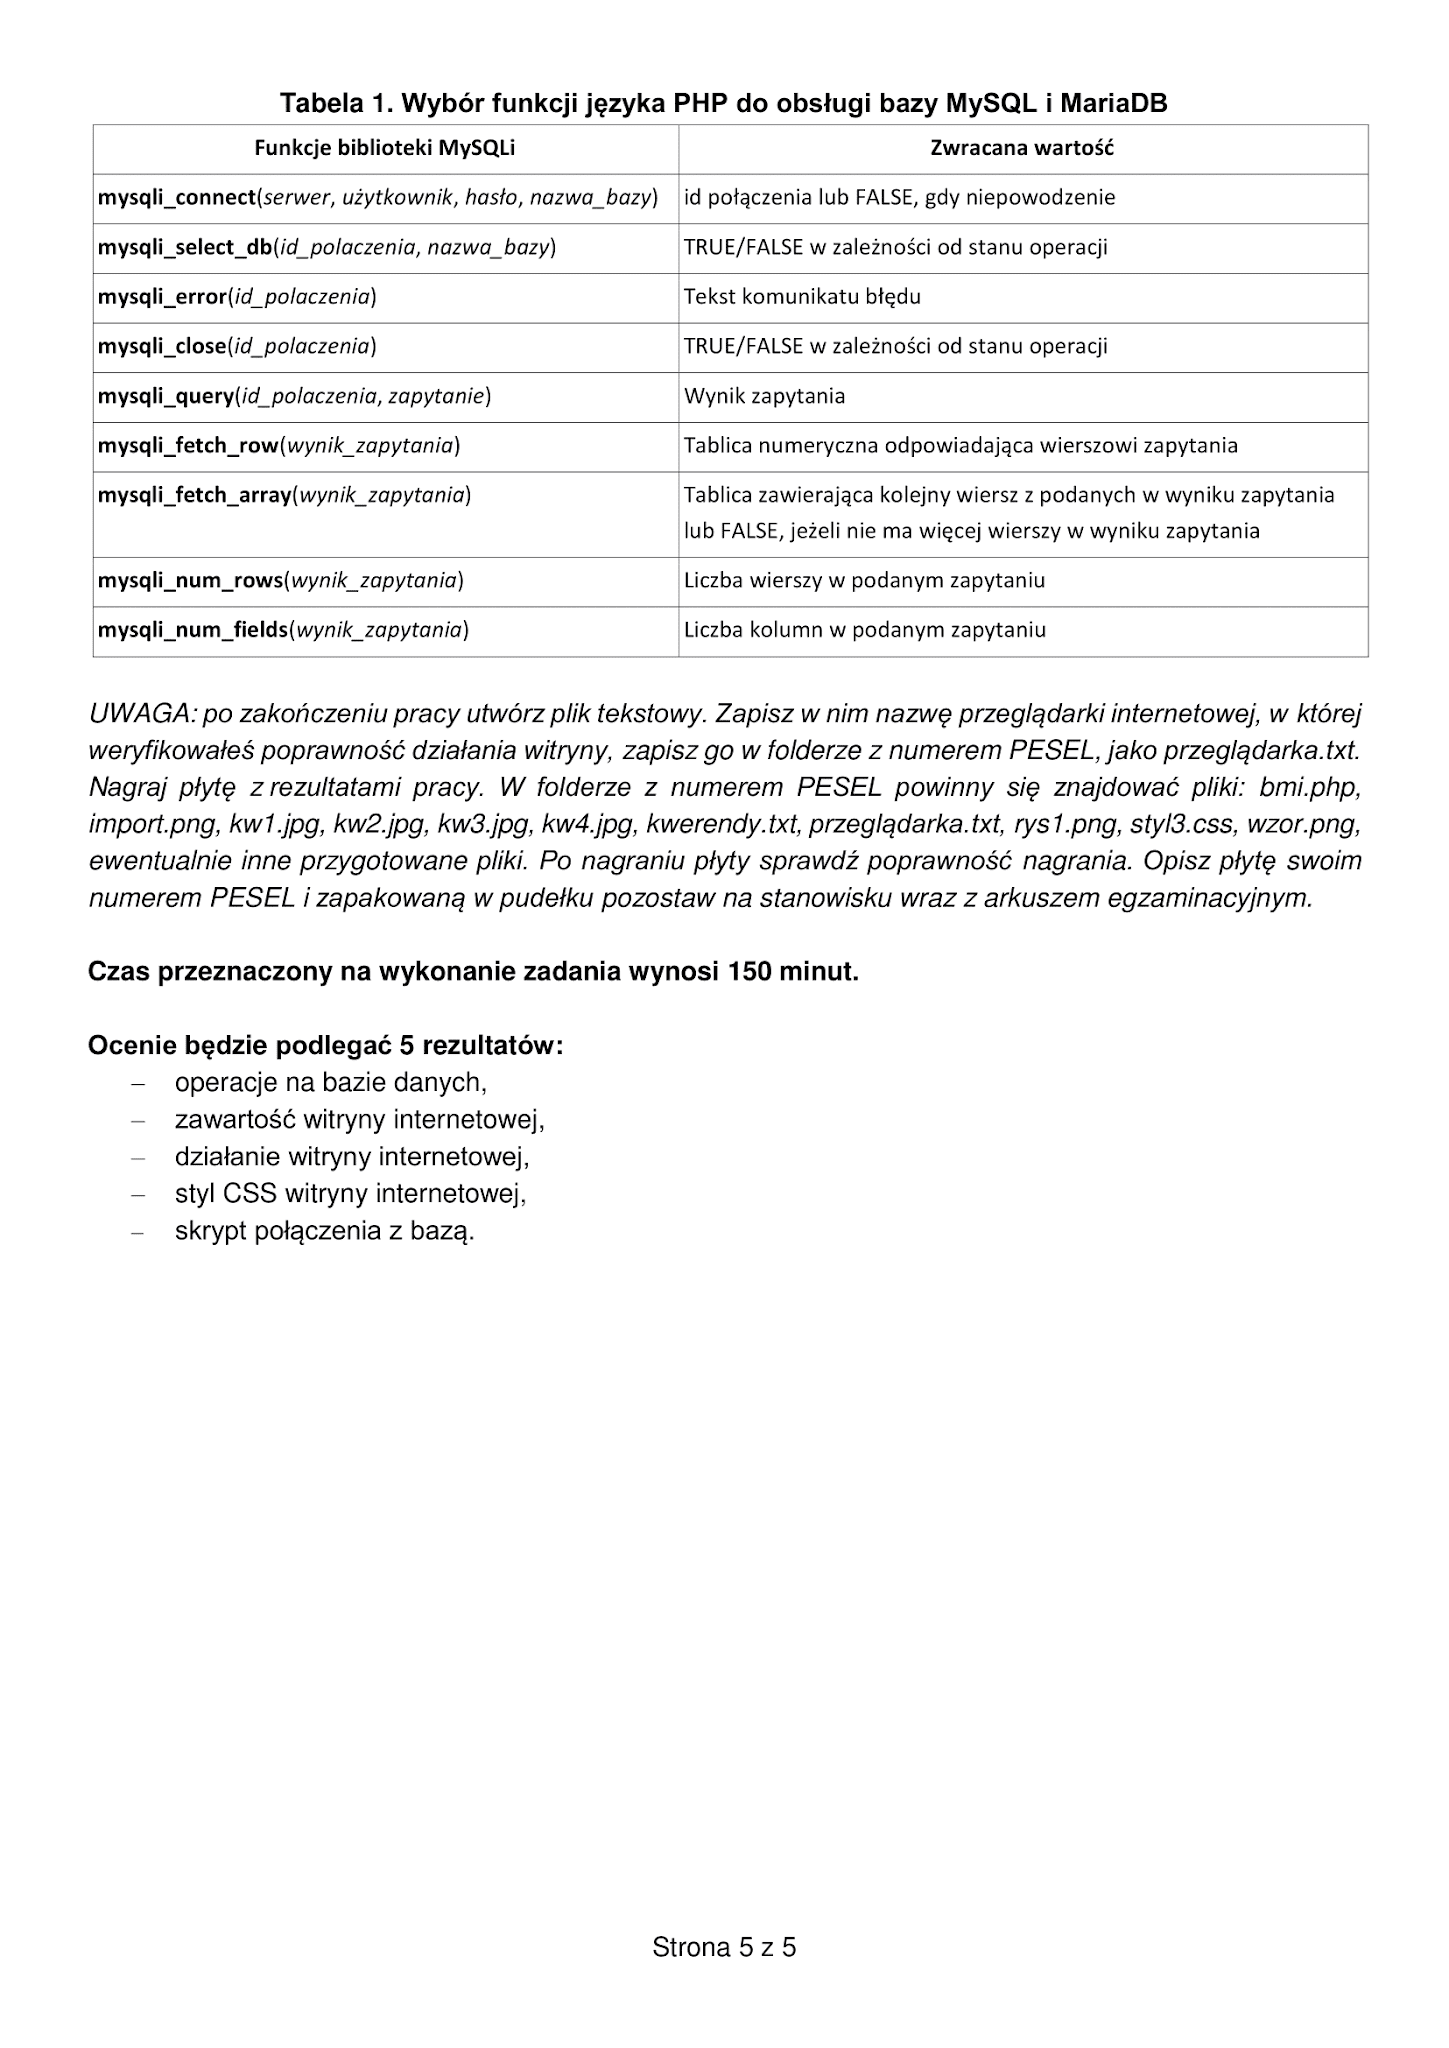 Tabela 1. Wybór funkcji języka PHP do obsługi bazy MySQL i MariaDB
Funkcje biblioteki MySQLi Zwracana wartość
mysqli_connect(serwer, użytkownik, hasło, nazwa_bazy) id połączenia lub FALSE, gdy niepowodzenie
mysqli_select_db(id_polaczenia, nazwa_bazy) TRUE/FALSE w zależności od stanu operacji
mysqli_error(id_polaczenia) Tekst komunikatu błędu
mysqli_close(id_polaczenia) TRUE/FALSE w zależności od stanu operacji
mysqli_query(id_polaczenia, zapytanie) Wynik zapytania
mysqli_fetch_row(wynik_zapytania) Tablica numeryczna odpowiadająca wierszowi zapytania
mysqli_fetch_array(wynik_zapytania) Tablica zawierająca kolejny wiersz z podanych w wyniku zapytania
lub FALSE, jeżeli nie ma więcej wierszy w wyniku zapytania
mysqli_num_rows(wynik_zapytania) Liczba wierszy w podanym zapytaniu
mysqli_num_fields(wynik_zapytania) Liczba kolumn w podanym zapytaniu
UWAGA: po zakończeniu pracy utwórz plik tekstowy. Zapisz w nim nazwę przeglądarki internetowej, w której
weryfikowałeś poprawność działania witryny, zapisz go w folderze z numerem PESEL, jako przeglądarka.txt.
Nagraj płytę z rezultatami pracy. W folderze z numerem PESEL powinny się znajdować pliki: bmi.php,
import.png, kw1.jpg, kw2.jpg, kw3.jpg, kw4.jpg, kwerendy.txt, przeglądarka.txt, rys1.png, styl3.css, wzor.png,
ewentualnie inne przygotowane pliki. Po nagraniu płyty sprawdź poprawność nagrania. Opisz płytę swoim
numerem PESEL i zapakowaną w pudełku pozostaw na stanowisku wraz z arkuszem egzaminacyjnym.
Czas przeznaczony na wykonanie zadania wynosi 150 minut.
Ocenie będzie podlegać 5 rezultatów:
– operacje na bazie danych,
– zawartość witryny internetowej,
– działanie witryny internetowej,
– styl CSS witryny internetowej,
– skrypt połączenia z bazą.
Strona 5 z 5